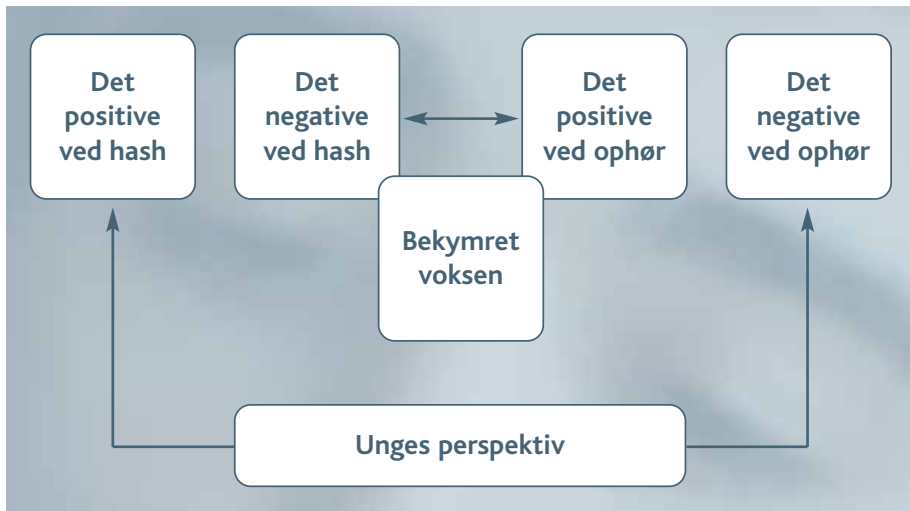 Det
positive
ved hash
Det
negative
ved hash
Det
positive
ved ophør
Det
negative
ved ophør
Bekymret
voksen
Unges perspektiv